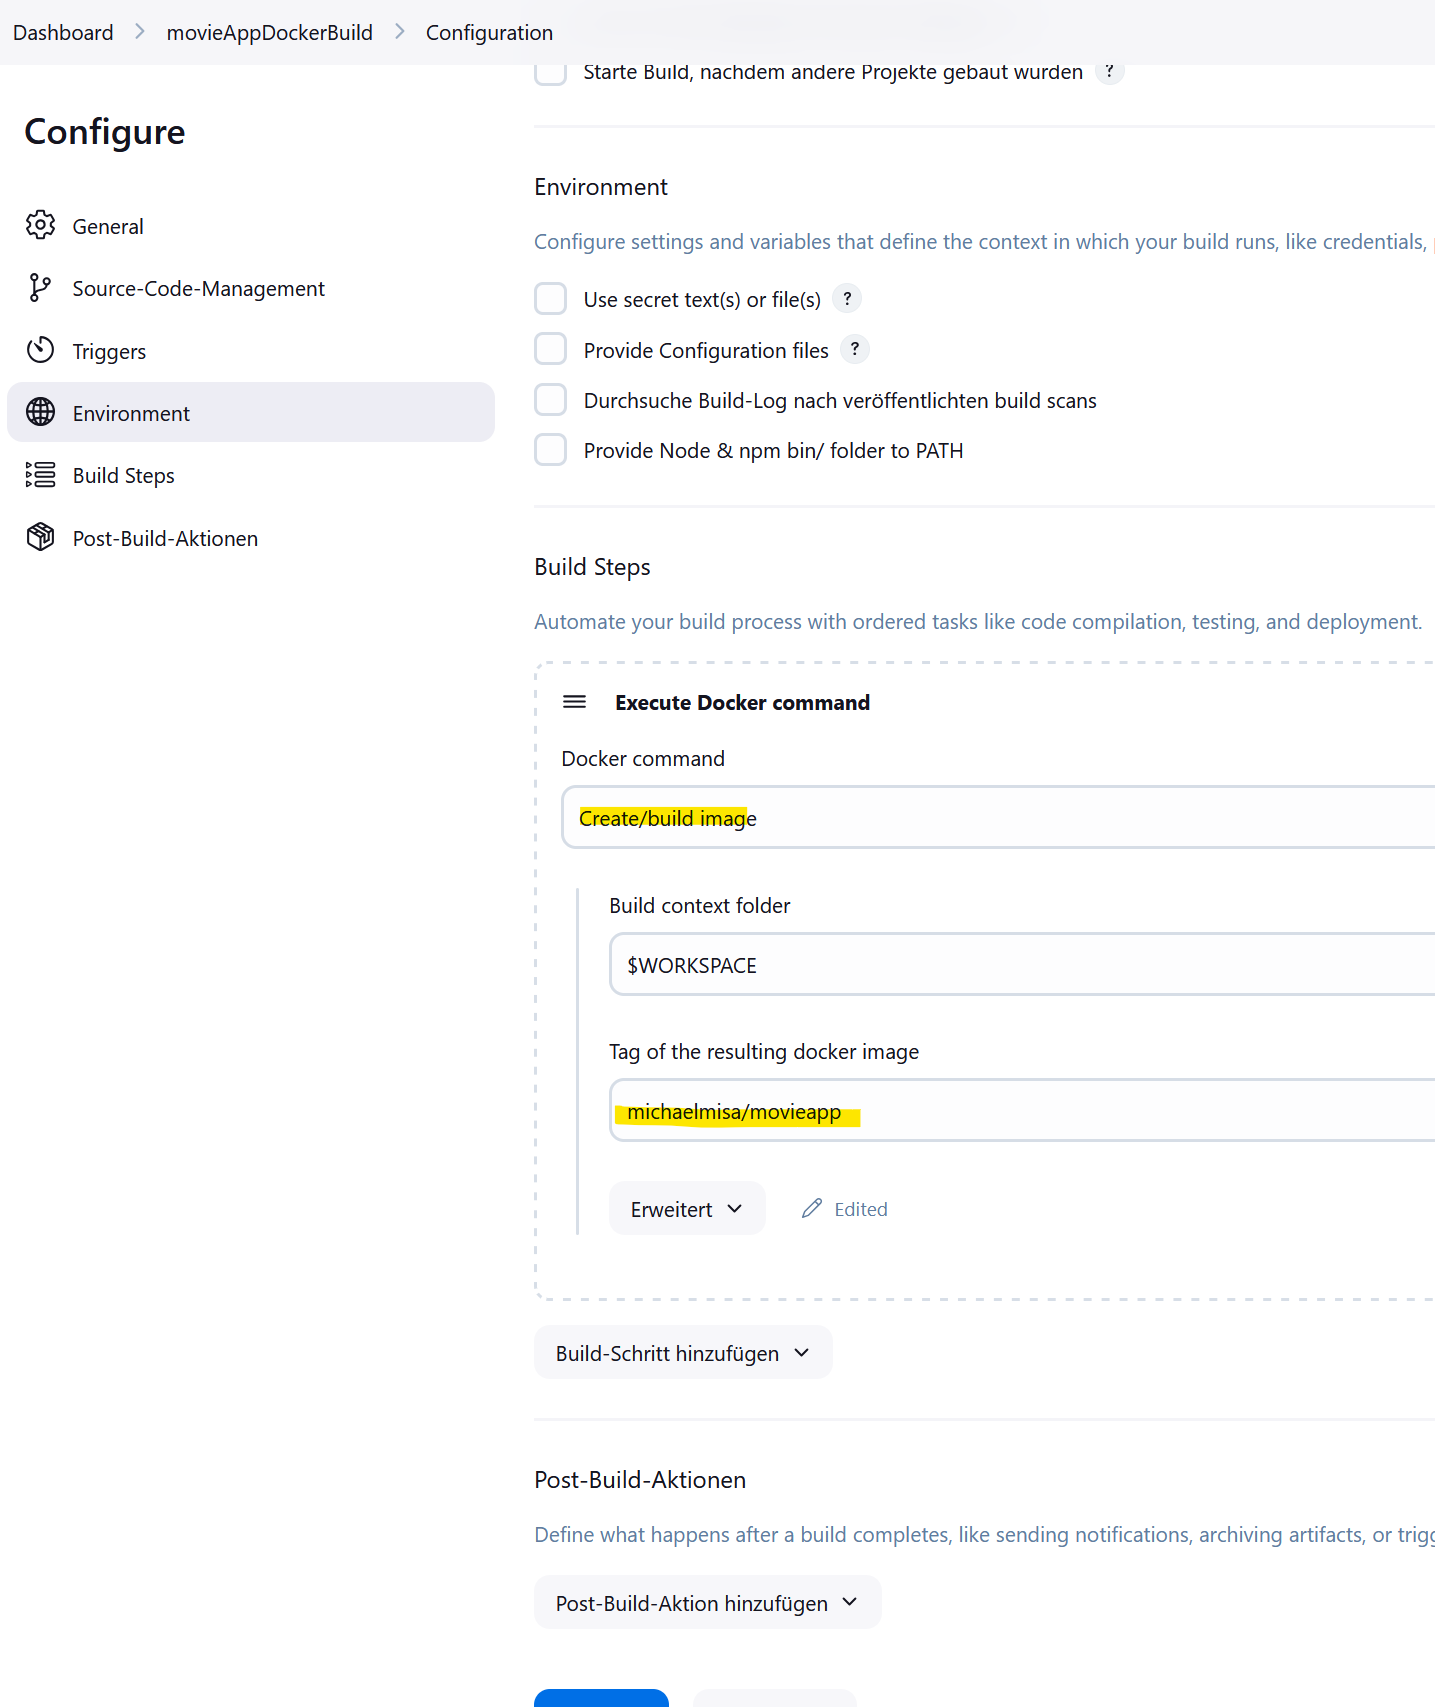 Dashboard > movieAppDockerBuild > Configuration
Starte Build, nachdem andere Projekte gebaut wurden ?
Configure
General
Source-Code-Management
Triggers
Environment
Build Steps
Post-Build-Aktionen
Environment
Configure settings and variables that define the context in which your build runs, like credentials,
Use secret text(s) or file(s) ?
Provide Configuration files ?
Durchsuche Build-Log nach veröffentlichten build scans
Provide Node & npm bin/ folder to PATH
Build Steps
Automate your build process with ordered tasks like code compilation, testing, and deployment.
Execute Docker command
Docker command
Create/build image
Build context folder
$WORKSPACE
Tag of the resulting docker image
michaelmisa/movieapp
Erweitert
Edited
Build-Schritt hinzufügen
Post-Build-Aktionen
Define what happens after a build completes, like sending notifications, archiving artifacts, or trigg
Post-Build-Aktion hinzufügen